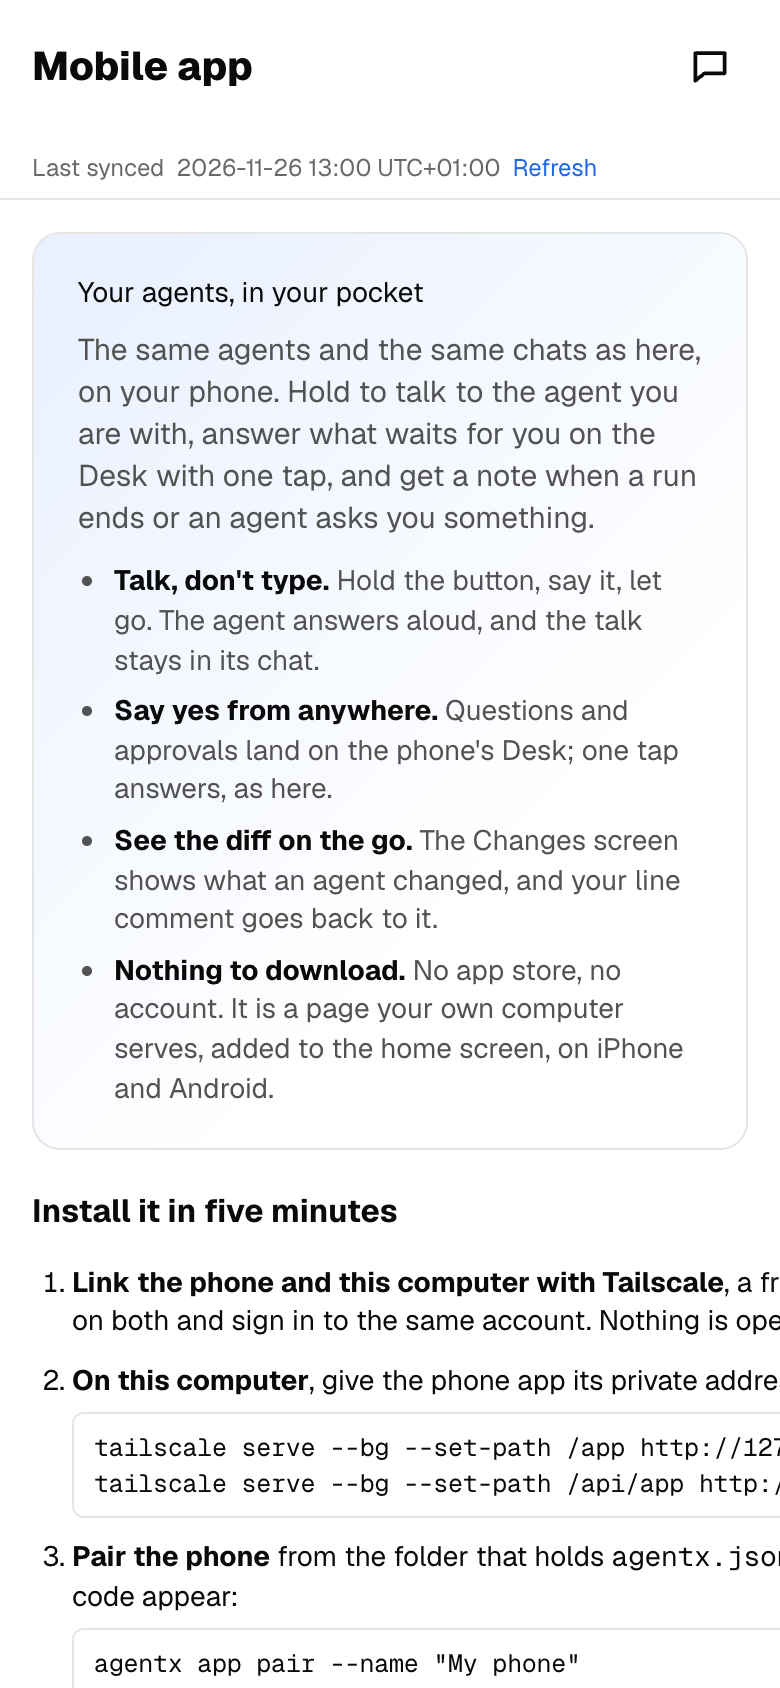 Mobile app
Last synced 2026-11-26 13:00 UTC+01:00 Refresh
Your agents, in your pocket
The same agents and the same chats as here,
on your phone. Hold to talk to the agent you
are with, answer what waits for you on the
Desk with one tap, and get a note when a run
ends or an agent asks you something.
• Talk, don't type. Hold the button, say it, let
go. The agent answers aloud, and the talk
stays in its chat.
• Say yes from anywhere. Questions and
approvals land on the phone's Desk; one tap
answers, as here.
• See the diff on the go. The Changes screen
shows what an agent changed, and your line
comment goes back to it.
• Nothing to download. No app store, no
account. It is a page your own computer
serves, added to the home screen, on iPhone
and Android.
Install it in five minutes
1. Link the phone and this computer with Tailscale, a fr
on both and sign in to the same account. Nothing is ope
2. On this computer, give the phone app its private addre
tailscale serve --bg --set-path /app http://127
tailscale serve --bg --set-path /api/app http:/
3. Pair the phone from the folder that holds agentx.jso
code appear:
agentx app pair --name "My phone"